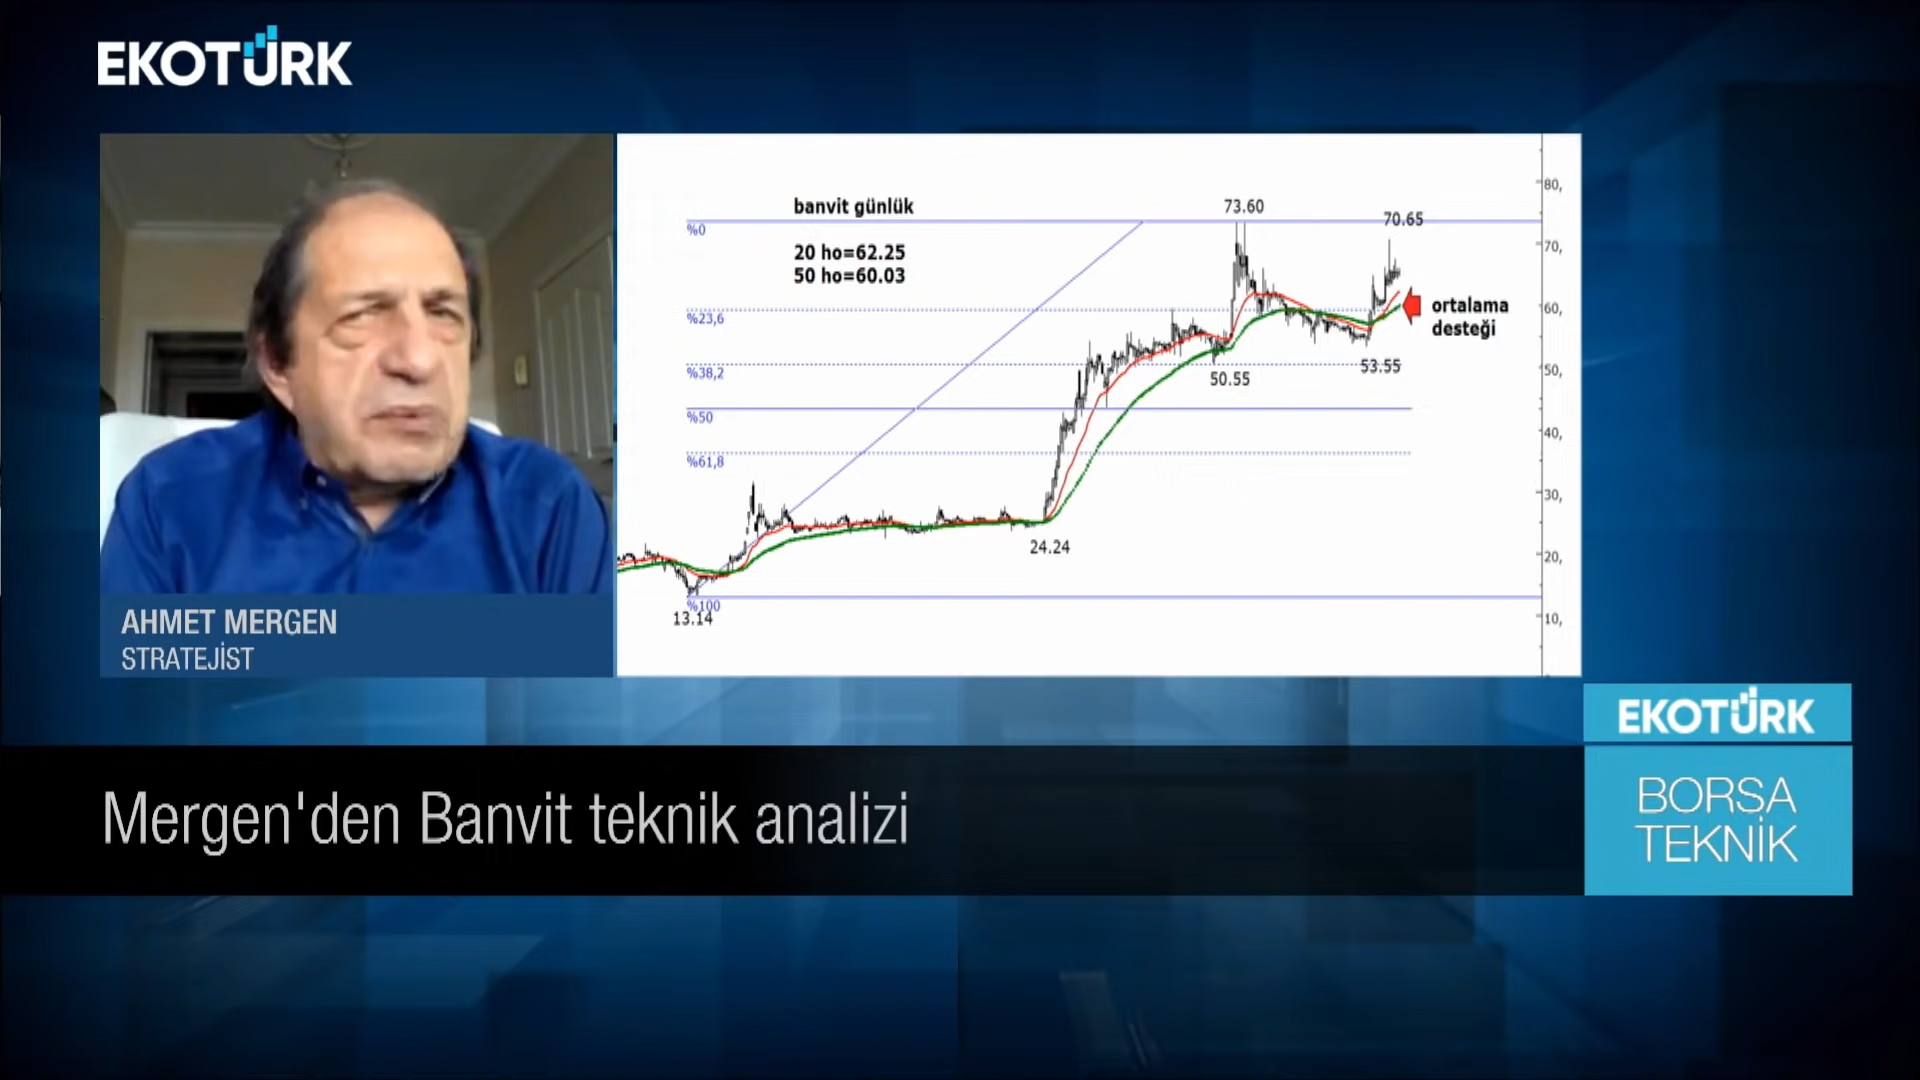 EKOTÜRK
banvit günlük
20 ho=62.25
50 ho=60.03
73.60
70.65
%0
%23,6
%38,2
%50
%61,8
%100
ortalama
desteği
50.55
53.55
24.24
13.14
80,
70,
60,
50,
40,
30,
20,
10,
AHMET MERGEN
STRATEJİST
EKOTÜRK
BORSA
TEKNİK
Mergen'den Banvit teknik analizi